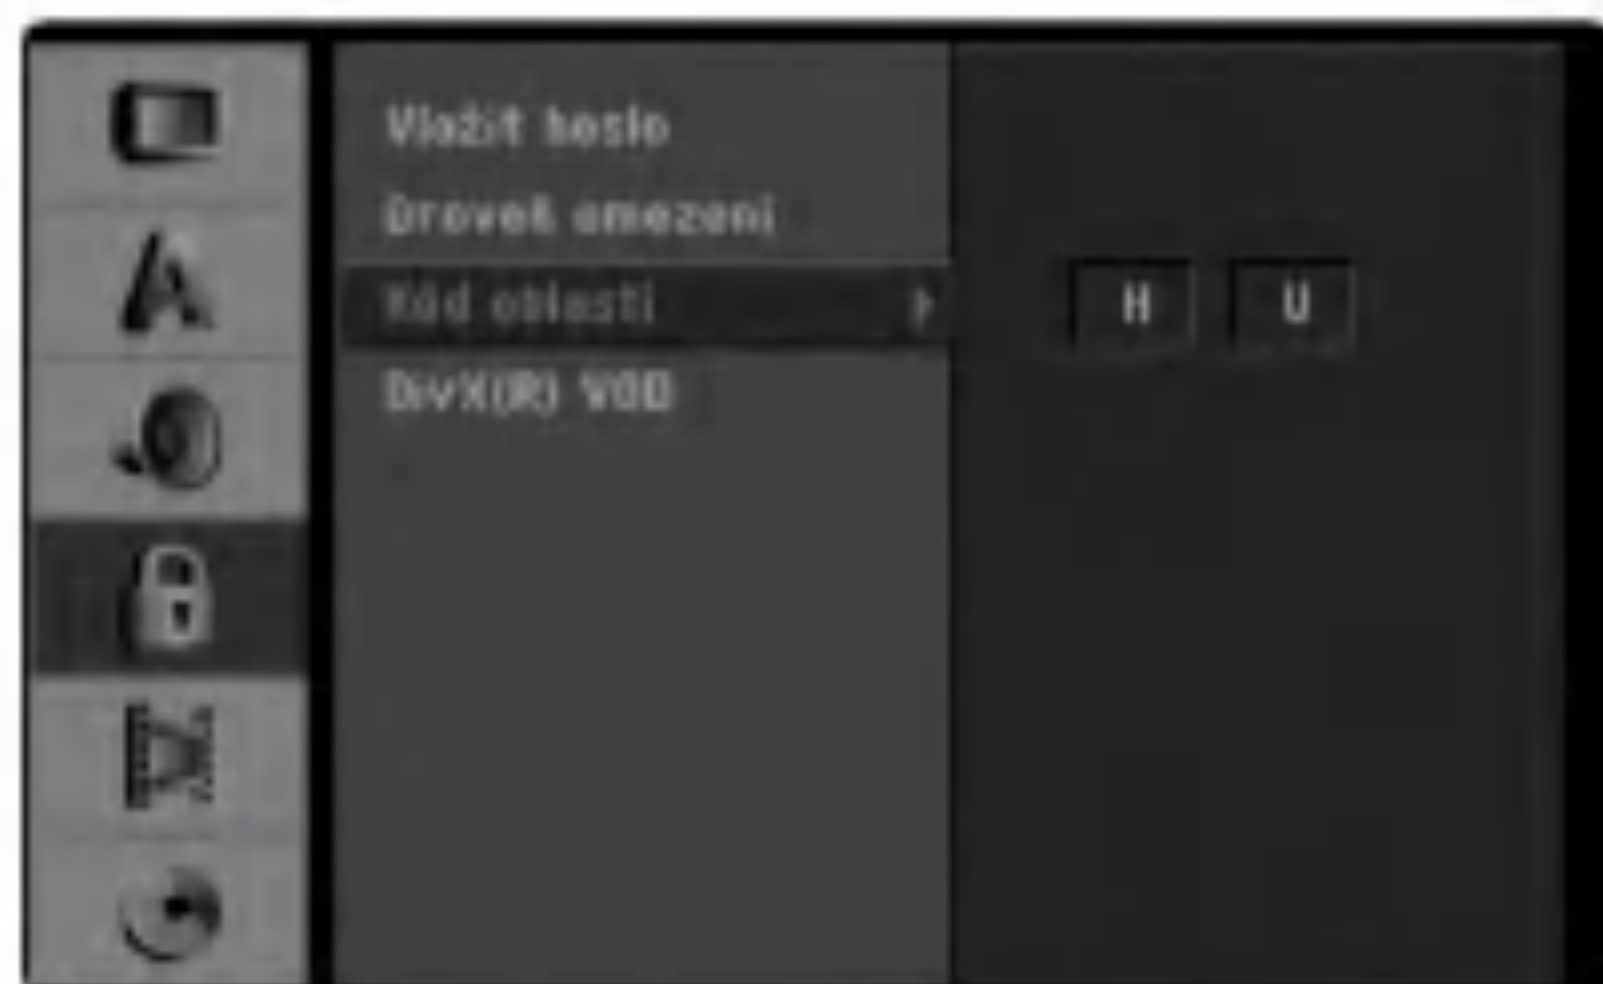 Vložit heslo
Úroveň omezení
Kód oblasti H U
DivX(R) VOD